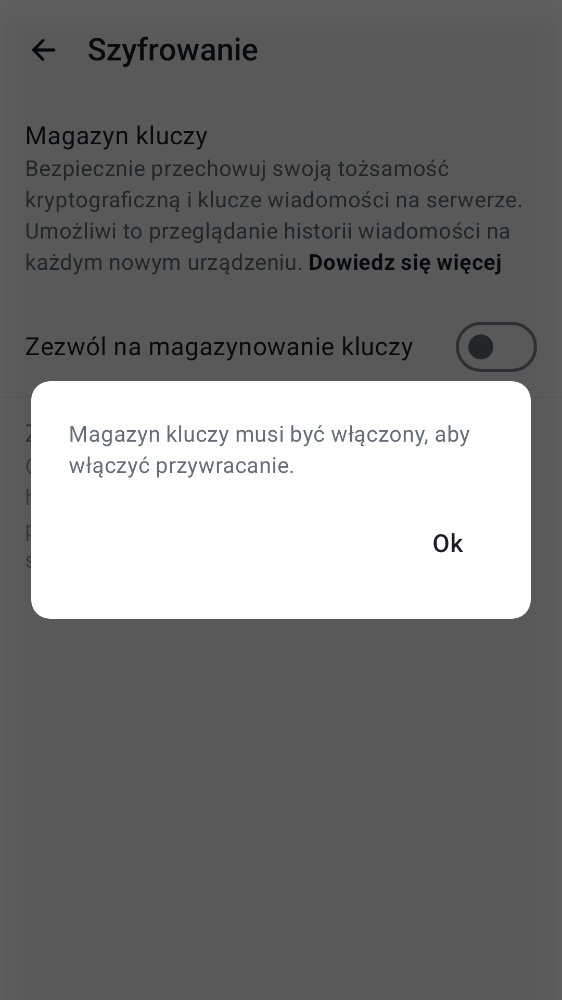 Szyfrowanie
Magazyn kluczy
Bezpiecznie przechowuj swoją tożsamość
kryptograficzną i klucze wiadomości na serwerze.
Umożliwi to przeglądanie historii wiadomości na
każdym nowym urządzeniu. Dowiedz się więcej
Zezwól na magazynowanie kluczy
Magazyn kluczy musi być włączony, aby
włączyć przywracanie.
Ok